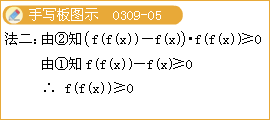 手写板图示 0309-05
法二:由②知(f(f(x))-f(x))·f(f(x))≥0
由①知 f(f(x))-f(x)≥0
∴ f(f(x))≥0